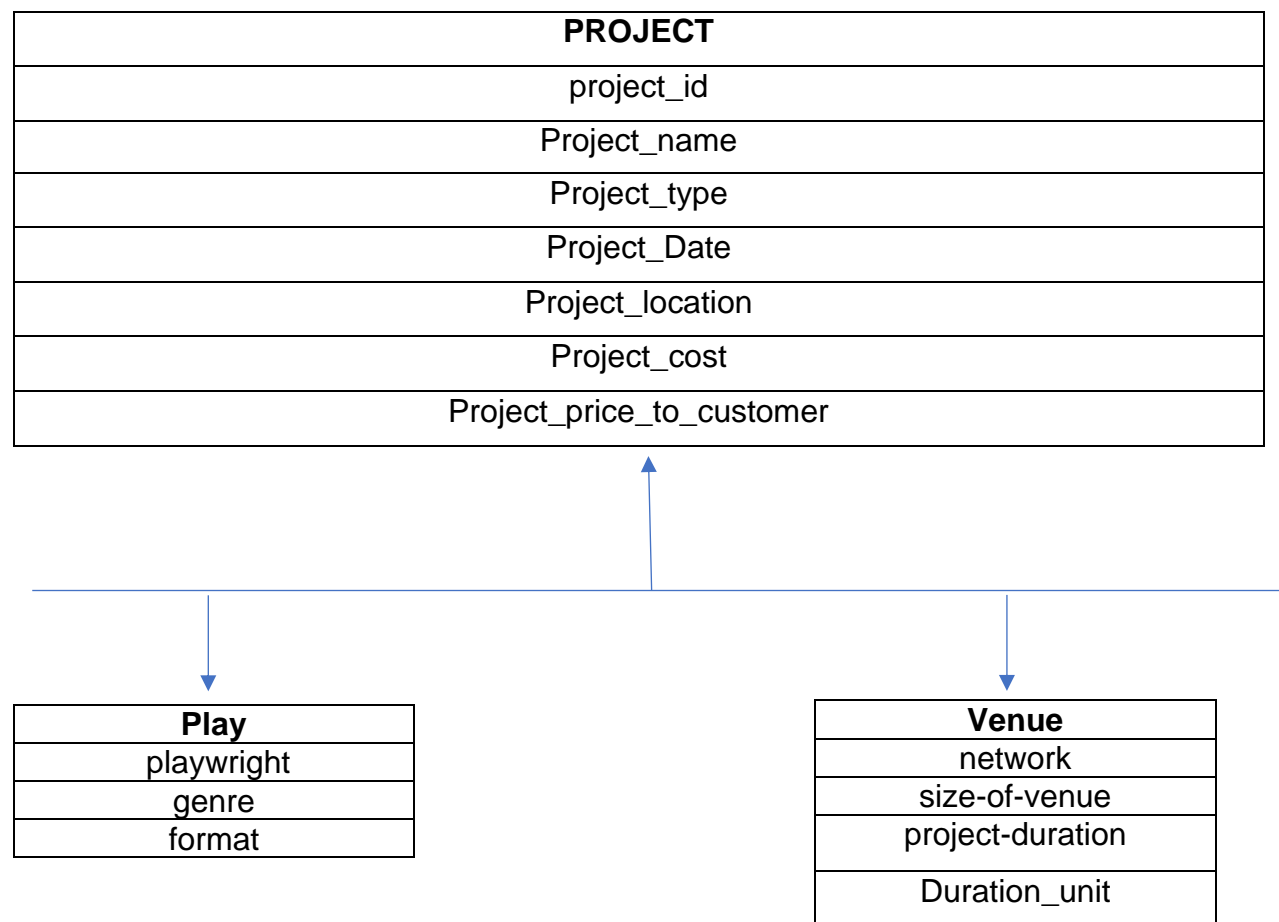 PROJECT
project_id
Project_name
Project_type
Project_Date
Project_location
Project_cost
Project_price_to_customer
Play
playwright
genre
format
Venue
network
size-of-venue
project-duration
Duration_unit